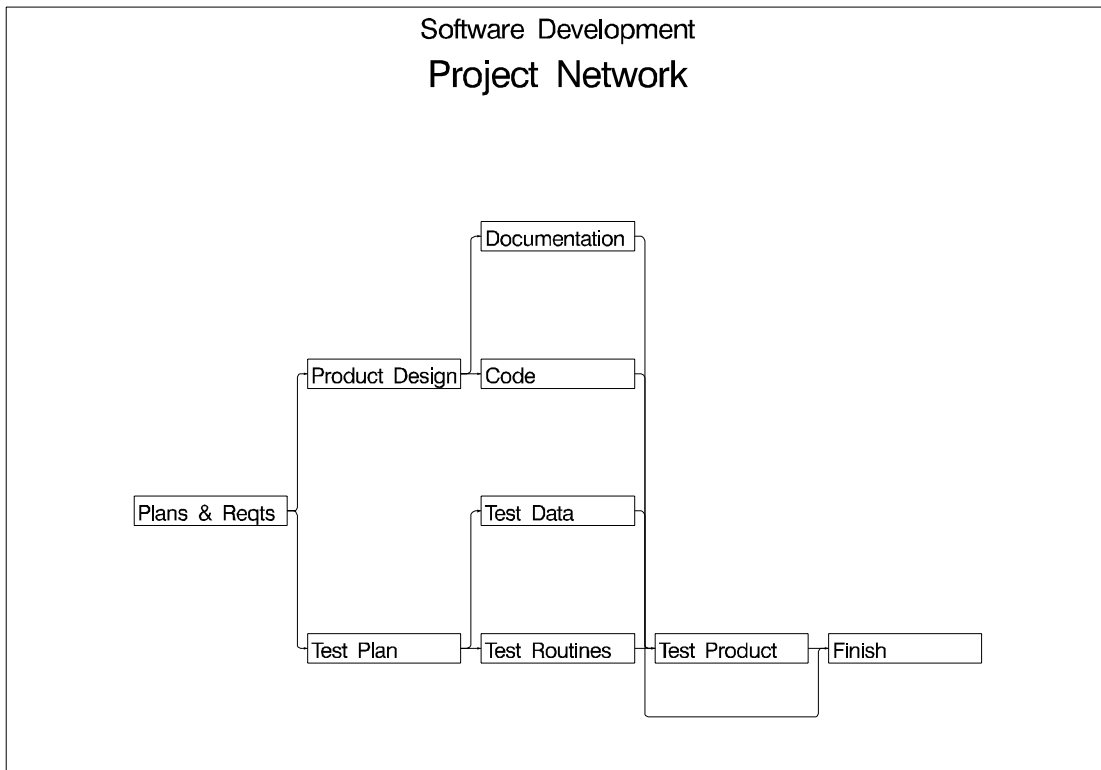 Software Development
Project Network
Documentation
Product Design
Code
Plans & Reqts
Test Data
Test Plan
Test Routines
Test Product
Finish